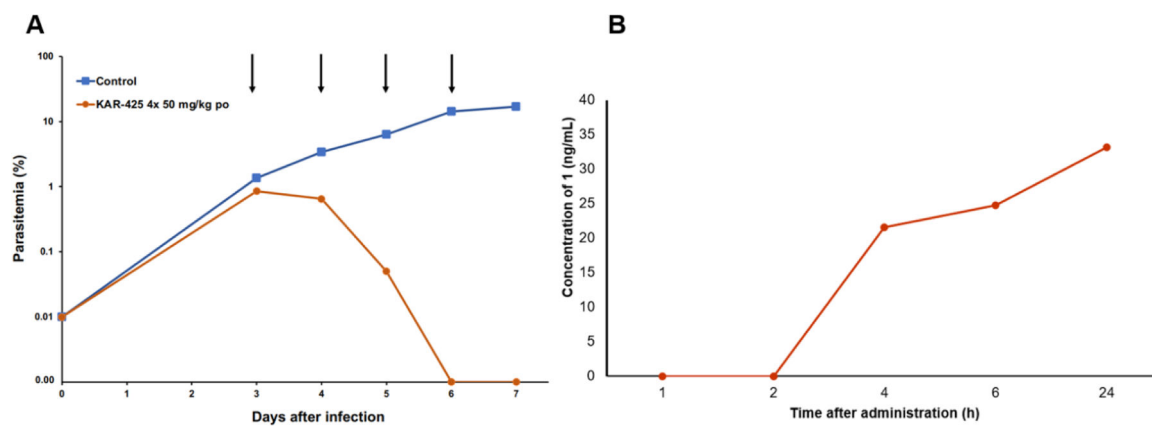 A
100
10
1
0.1
0.01
0.00
Parasitemia (%)
Control
KAR-425 4x 50 mg/kg po
0 1 2 3 4 5 6 7
Days after infection
B
40
35
30
25
20
15
10
5
0
Concentration of 1 (ng/mL)
1 2 4 6 24
Time after administration (h)